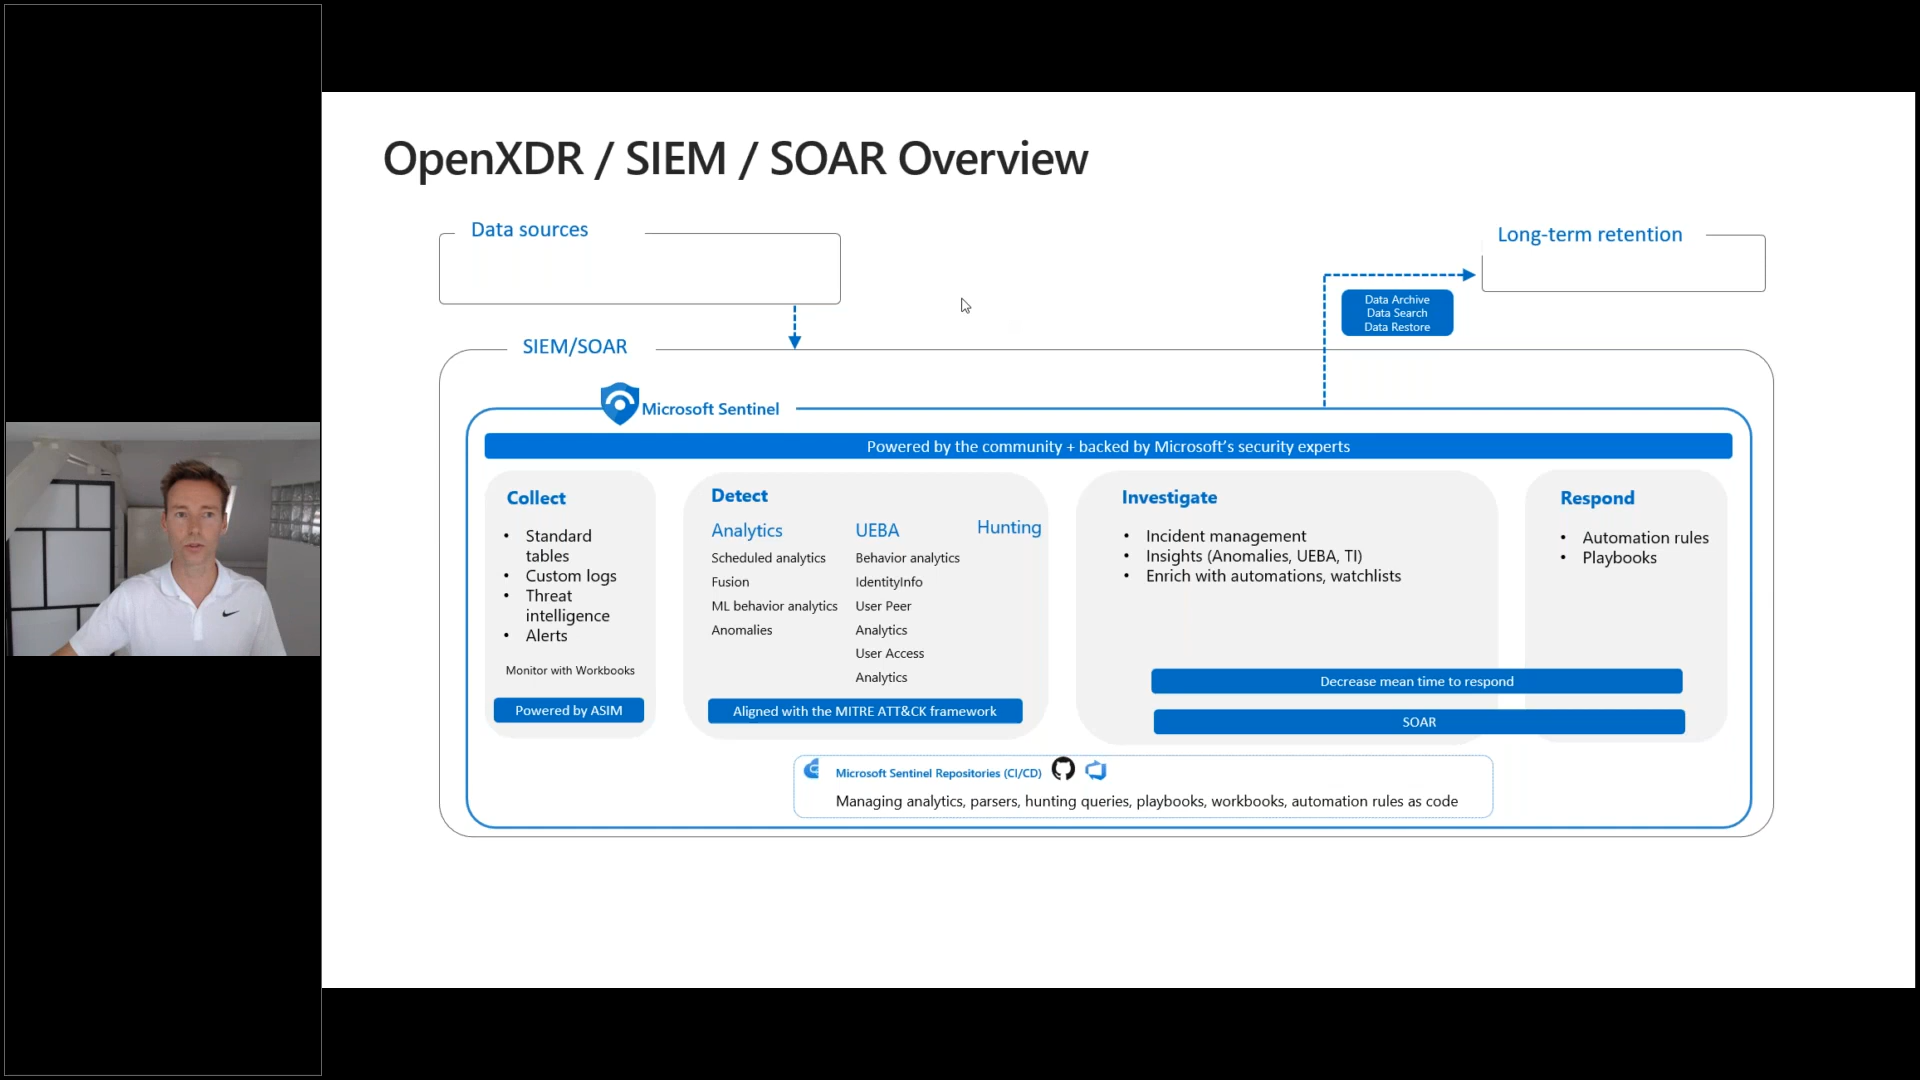 OpenXDR / SIEM / SOAR Overview
Data sources
Long-term retention
Data Archive
Data Search
Data Restore
SIEM/SOAR
Microsoft Sentinel
Powered by the community + backed by Microsoft's security experts
Collect
• Standard
tables
• Custom logs
• Threat
intelligence
• Alerts
Monitor with Workbooks
Powered by ASIM
Detect
Analytics
Scheduled analytics
Fusion
ML behavior analytics
Anomalies
UEBA
Behavior analytics
IdentityInfo
User Peer
Analytics
User Access
Analytics
Hunting
Aligned with the MITRE ATT&CK framework
Investigate
• Incident management
• Insights (Anomalies, UEBA, TI)
• Enrich with automations, watchlists
Respond
• Automation rules
• Playbooks
Decrease mean time to respond
SOAR
Microsoft Sentinel Repositories (CI/CD)
Managing analytics, parsers, hunting queries, playbooks, workbooks, automation rules as code